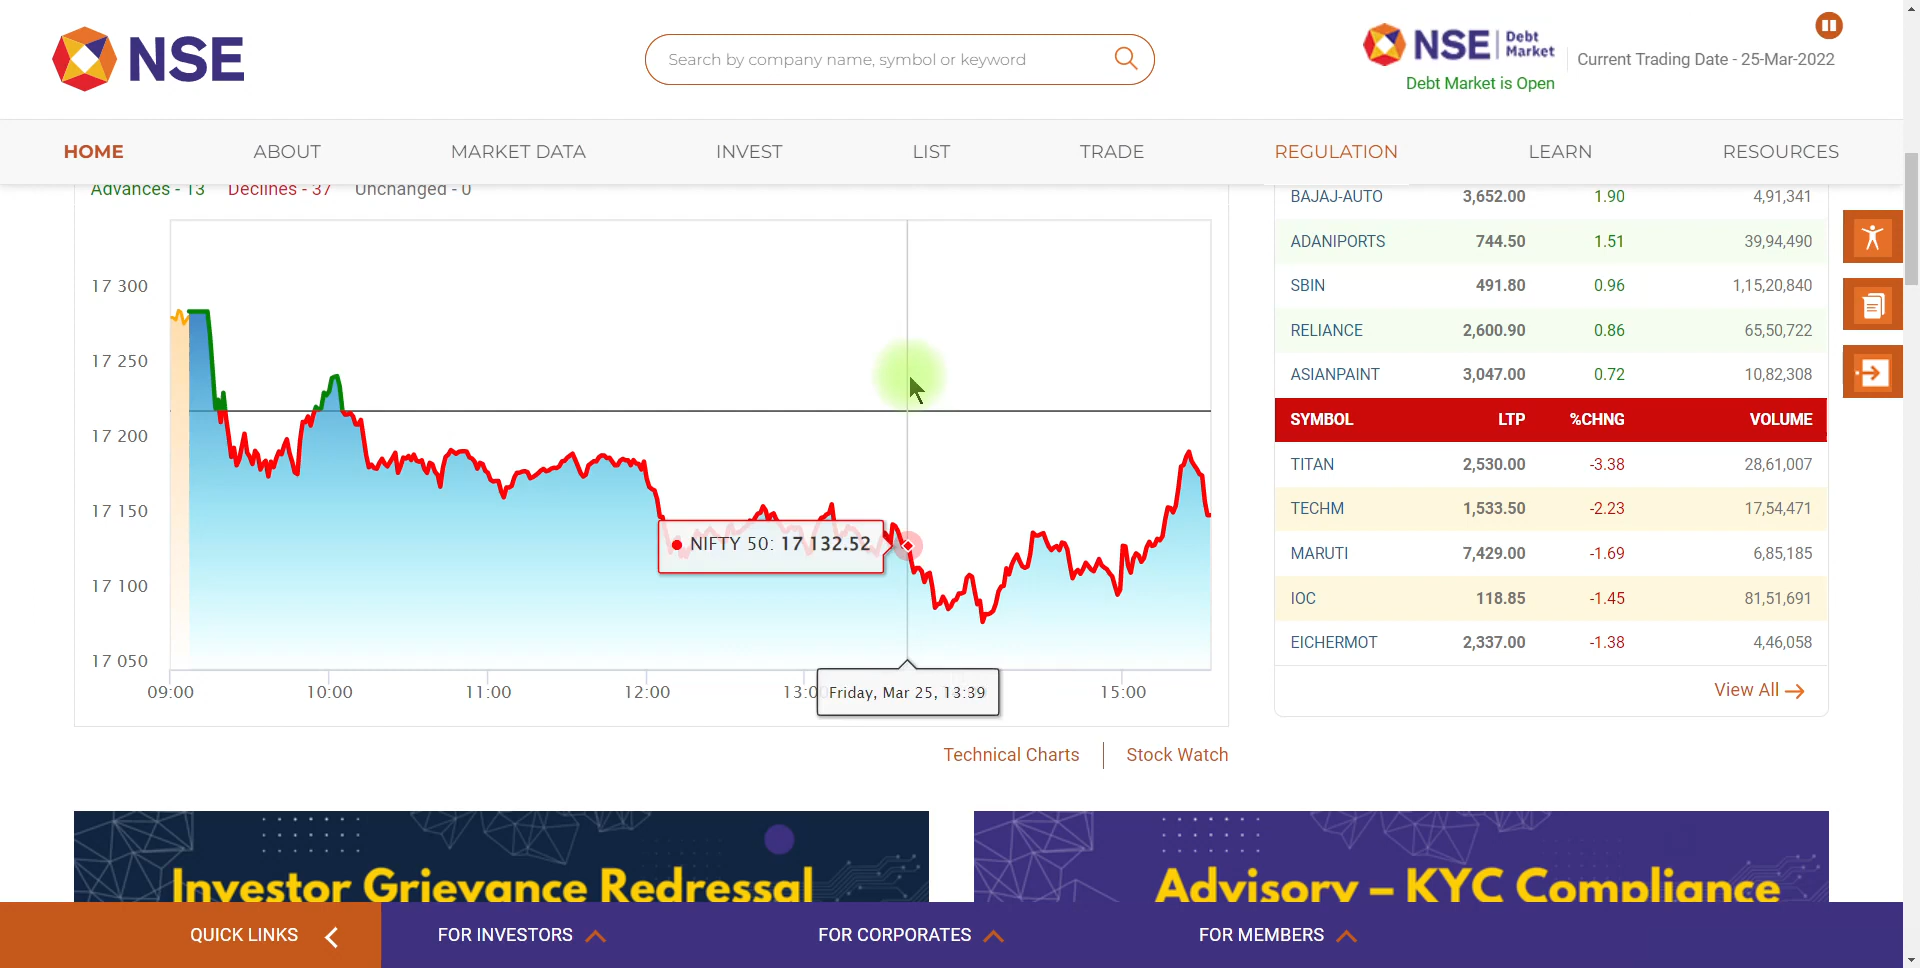 NSE
Search by company name, symbol or keyword
NSE Debt Market
Debt Market is Open
Current Trading Date - 25-Mar-2022
HOME ABOUT MARKET DATA INVEST LIST TRADE REGULATION LEARN RESOURCES
Advances - 13 Declines - 37 Unchanged - 0
17 300
17 250
17 200
17 150
17 100
17 050
NIFTY 50: 17 132.52
09:00 10:00 11:00 12:00 13:0 Friday, Mar 25, 13:39 15:00
Technical Charts Stock Watch
BAJAJ-AUTO 3,652.00 1.90 4,91,341
ADANIPORTS 744.50 1.51 39,94,490
SBIN 491.80 0.96 1,15,20,840
RELIANCE 2,600.90 0.86 65,50,722
ASIANPAINT 3,047.00 0.72 10,82,308
SYMBOL LTP %CHNG VOLUME
TITAN 2,530.00 -3.38 28,61,007
TECHM 1,533.50 -2.23 17,54,471
MARUTI 7,429.00 -1.69 6,85,185
IOC 118.85 -1.45 81,51,691
EICHERMOT 2,337.00 -1.38 4,46,058
View All
Investor Grievance Redressal
Advisory – KYC Compliance
QUICK LINKS FOR INVESTORS FOR CORPORATES FOR MEMBERS